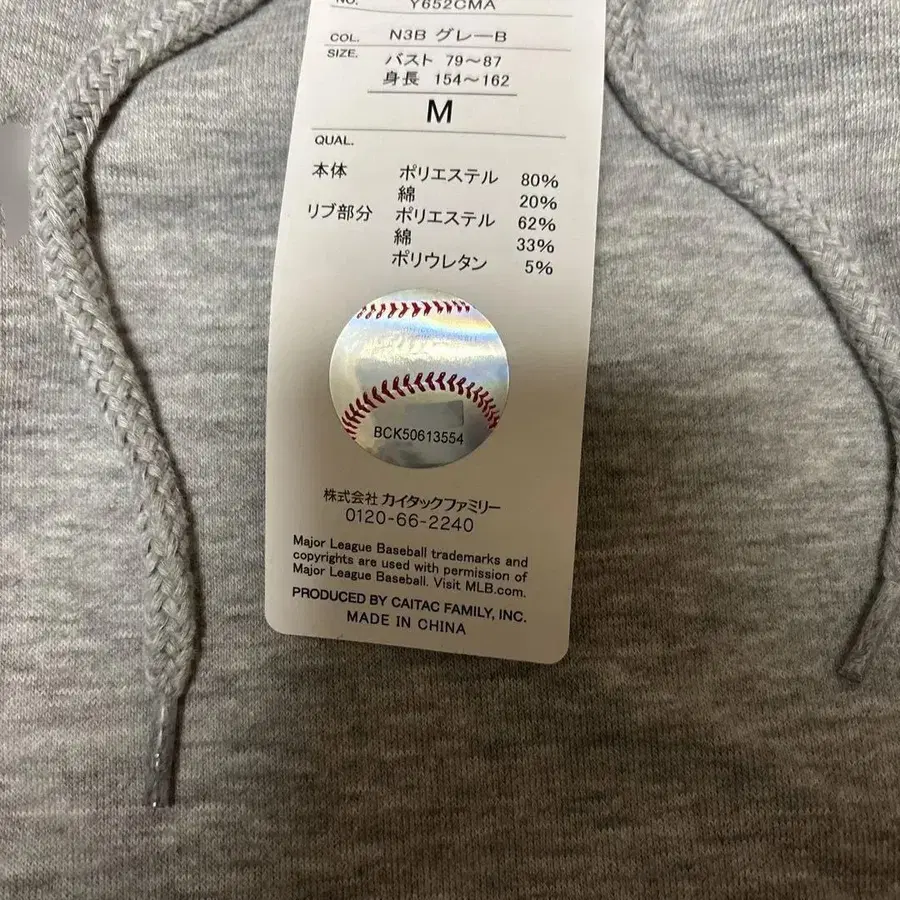 NO. Y652CMA
COL. N3B グレーB
SIZE. バスト 79～87
身長 154～162
M
QUAL.
本体 ポリエステル 80%
綿 20%
リブ部分 ポリエステル 62%
綿 33%
ポリウレタン 5%
BCK50613554
株式会社 カイタックファミリー
0120-66-2240
Major League Baseball trademarks and
copyrights are used with permission of
Major League Baseball. Visit MLB.com.
PRODUCED BY CAITAC FAMILY, INC.
MADE IN CHINA